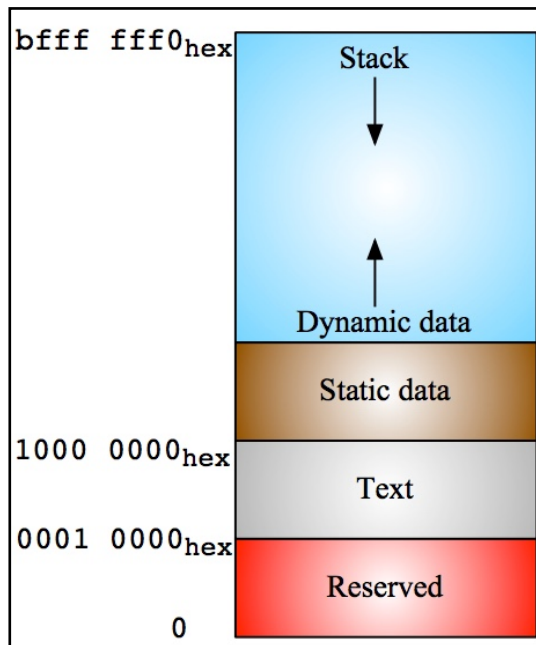 bfff fff0hex
Stack
Dynamic data
Static data
1000 0000hex
Text
0001 0000hex
Reserved
0